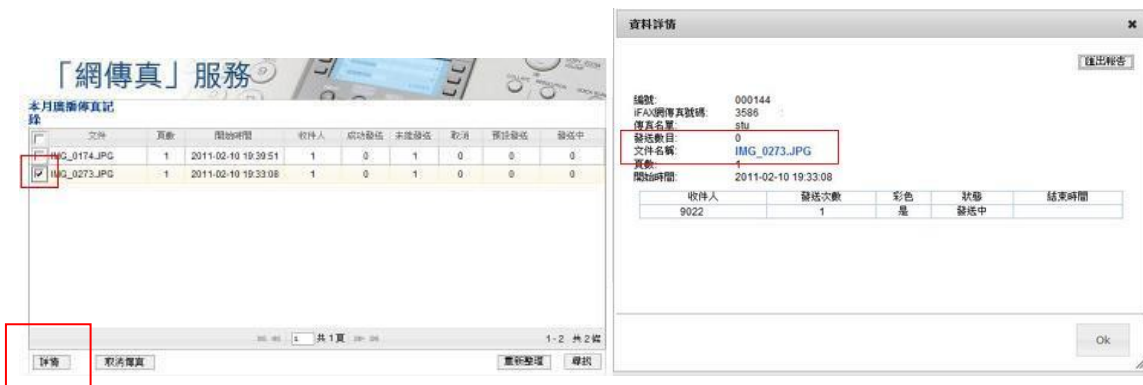 「網傳真」服務
本月廣播傳真記
錄
文件 頁數 開始時間 收件人 成功發送 未能發送 取消 預設發送 發送中
IMG_0174.JPG 1 2011-02-10 19:39:51 1 0 1 0 0 0
IMG_0273.JPG 1 2011-02-10 19:33:08 1 0 1 0 0 0
1 共1頁
1-2 共2條
詳情 取消傳真 重新整理 尋找
資料詳情
匯出報告
編號: 000144
iFAX網傳真號碼: 3586
傳真名單: stu
發送數目: 0
文件名稱: IMG_0273.JPG
頁數: 1
開始時間: 2011-02-10 19:33:08
收件人 發送次數 彩色 狀態 結束時間
9022 1 是 發送中
Ok